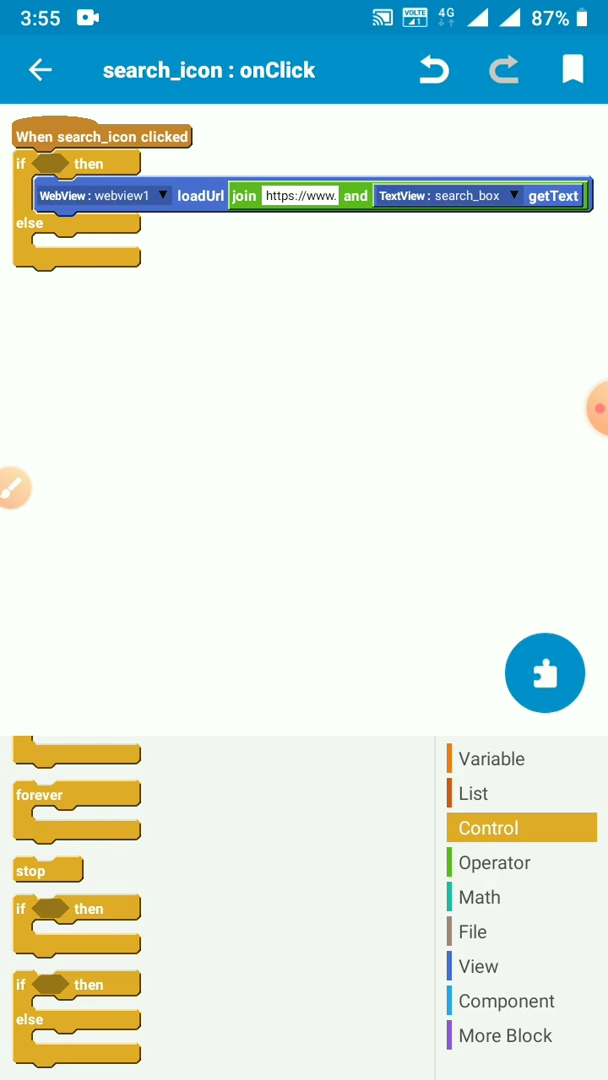 3:55 VOLTE 1 4G 87%
search_icon : onClick
When search_icon clicked
if then
WebView : webview1 loadUrl join https://www. and TextView : search_box getText
else
forever
stop
if then
if then
else
Variable
List
Control
Operator
Math
File
View
Component
More Block